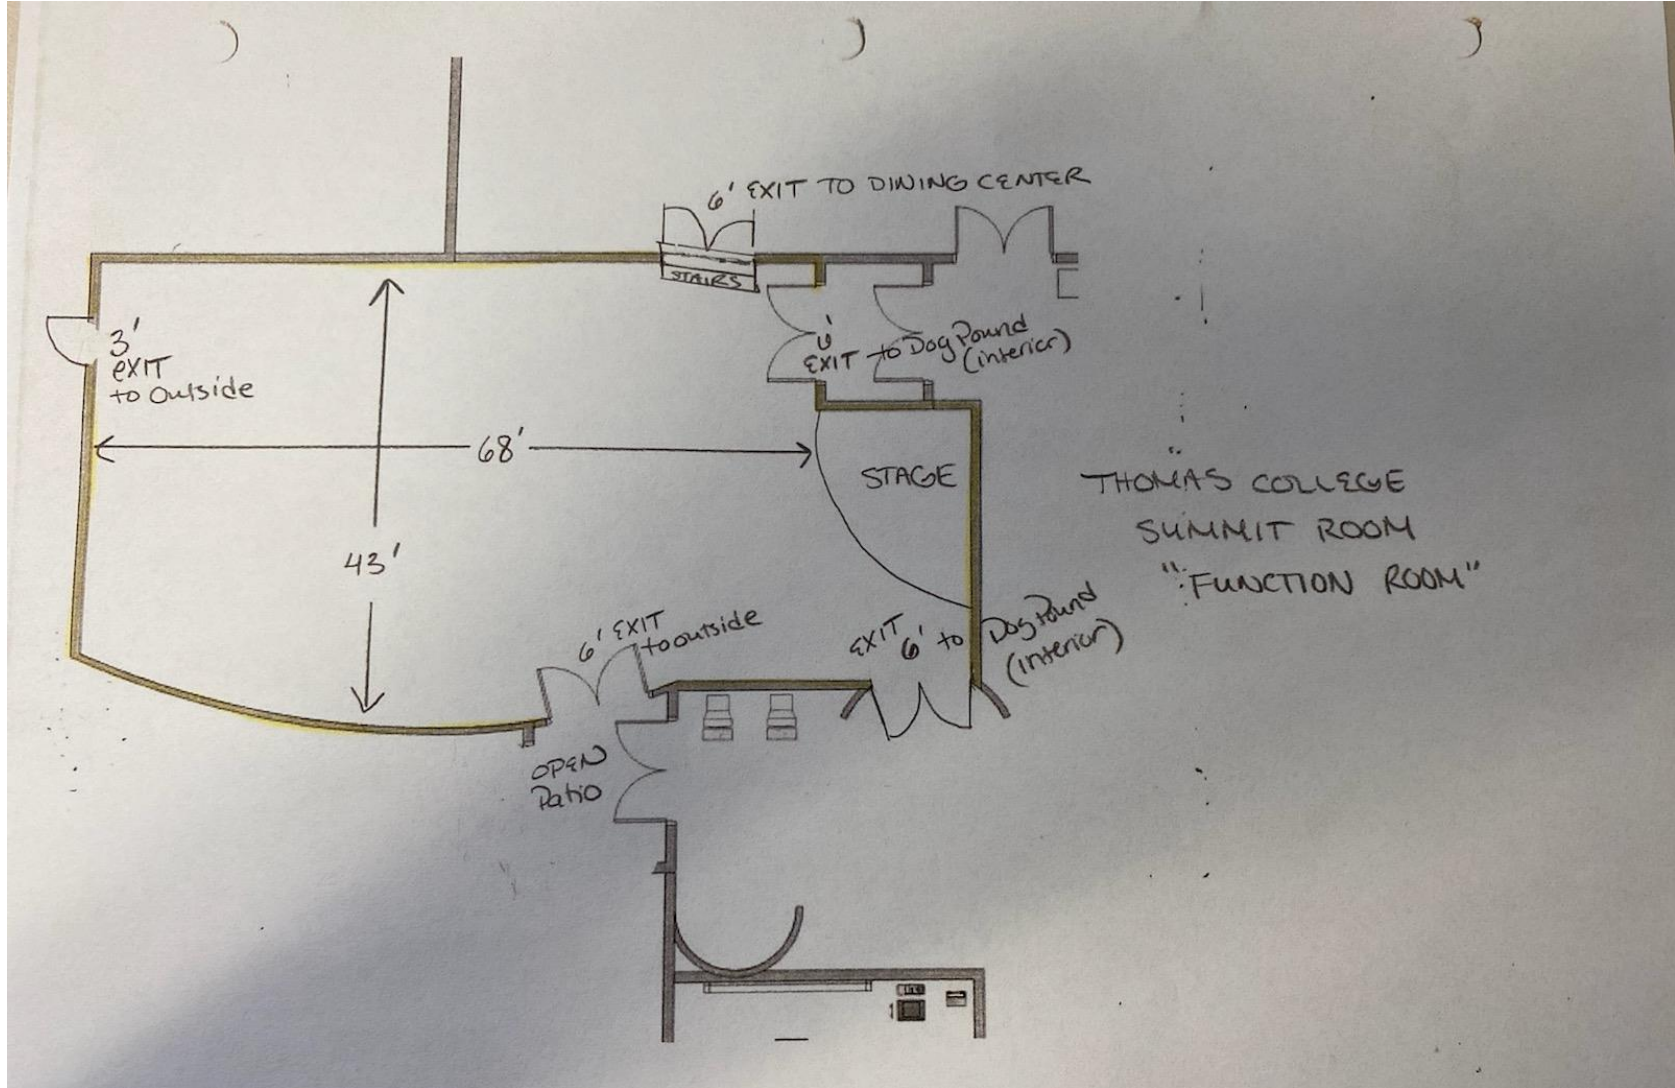 6' EXIT TO DINING CENTER
STAIRS
3'
EXIT
to Outside
6'
EXIT to Dog Pound
(interior)
68'
STAGE
THOMAS COLLEGE
SUMMIT ROOM
"FUNCTION ROOM"
43'
6' EXIT
to outside
EXIT
6' to Dog Pound
(interior)
OPEN
Patio